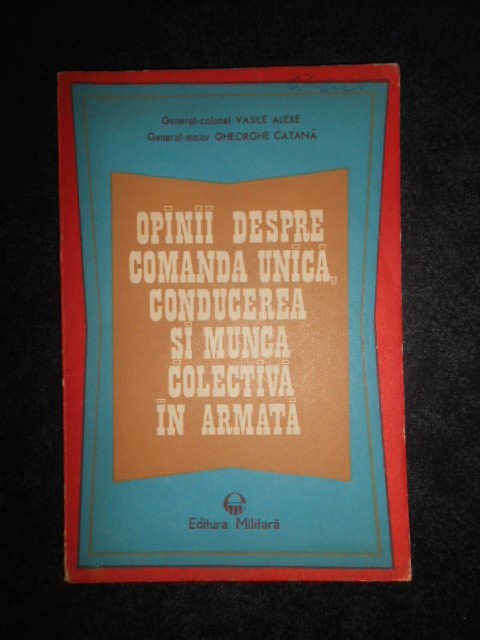 General-colonel VASILE ALEXE
General-maior GHEORGHE CATANĂ
OPINII DESPRE
COMANDA UNICĂ,
CONDUCEREA
ȘI MUNCA
COLECTIVĂ
ÎN ARMATĂ
Editura Militară